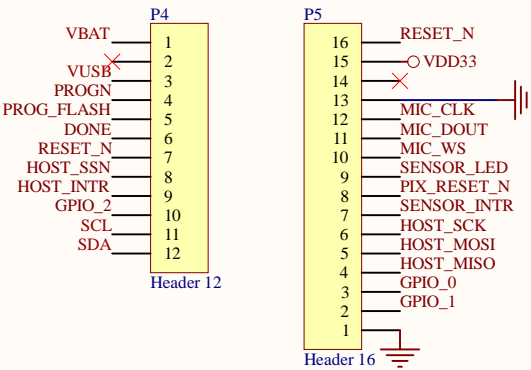 P4
VBAT 1
2
VUSB 3
PROGN 4
PROG_FLASH 5
DONE 6
RESET_N 7
HOST_SSN 8
HOST_INTR 9
GPIO_2 10
SCL 11
SDA 12
Header 12
P5
16 RESET_N
15 VDD33
14
13
12 MIC_CLK
11 MIC_DOUT
10 MIC_WS
9 SENSOR_LED
8 PIX_RESET_N
7 SENSOR_INTR
6 HOST_SCK
5 HOST_MOSI
4 HOST_MISO
3 GPIO_0
2 GPIO_1
1
Header 16